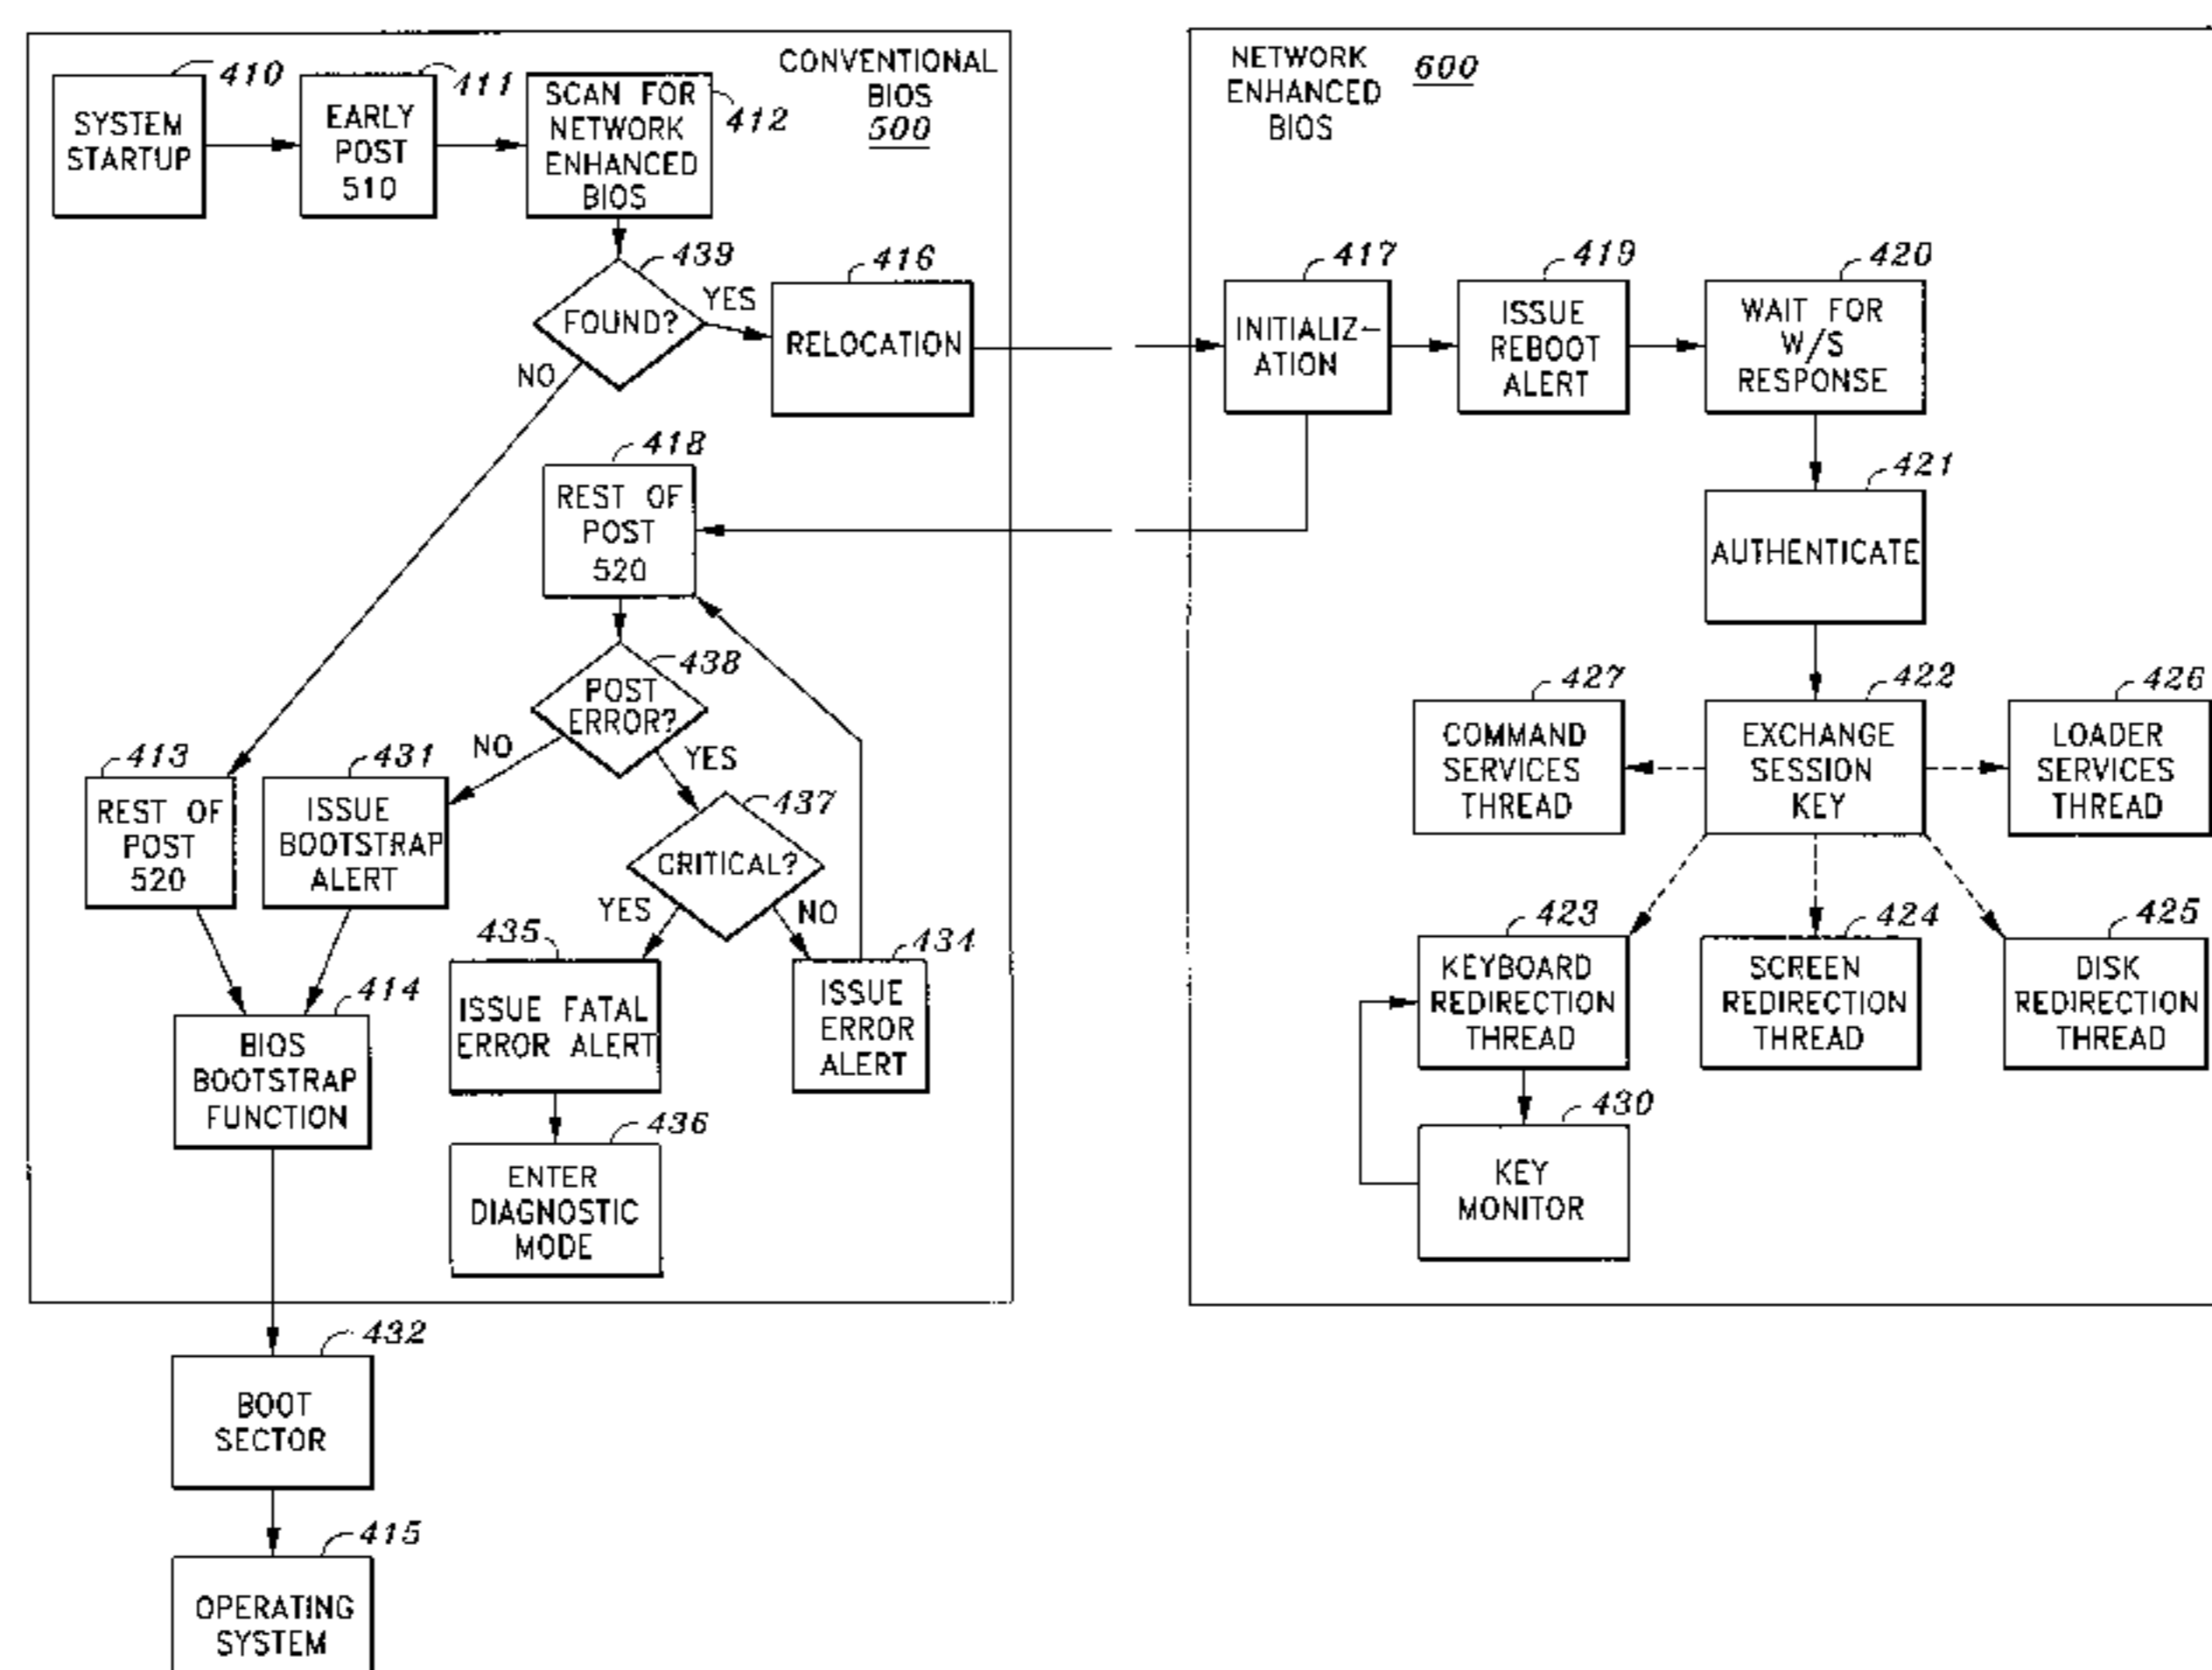 CONVENTIONAL
BIOS
500
410
SYSTEM
STARTUP
411
EARLY
POST
510
412
SCAN FOR
NETWORK
ENHANCED
BIOS
439
FOUND?
YES
NO
416
RELOCATION
418
REST OF
POST
520
438
POST
ERROR?
NO
YES
413
REST OF
POST
520
431
ISSUE
BOOTSTRAP
ALERT
437
CRITICAL?
YES
NO
435
ISSUE FATAL
ERROR ALERT
434
ISSUE
ERROR
ALERT
414
BIOS
BOOTSTRAP
FUNCTION
436
ENTER
DIAGNOSTIC
MODE
432
BOOT
SECTOR
415
OPERATING
SYSTEM
NETWORK
ENHANCED
BIOS
600
417
INITIALIZ-
ATION
419
ISSUE
REBOOT
ALERT
420
WAIT FOR
W/S
RESPONSE
421
AUTHENTICATE
427
COMMAND
SERVICES
THREAD
422
EXCHANGE
SESSION
KEY
426
LOADER
SERVICES
THREAD
423
KEYBOARD
REDIRECTION
THREAD
424
SCREEN
REDIRECTION
THREAD
425
DISK
REDIRECTION
THREAD
430
KEY
MONITOR